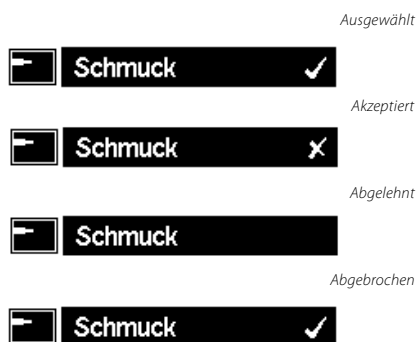 Ausgewählt
Schmuck ✓
Akzeptiert
Schmuck ✗
Abgelehnt
Schmuck
Abgebrochen
Schmuck ✓